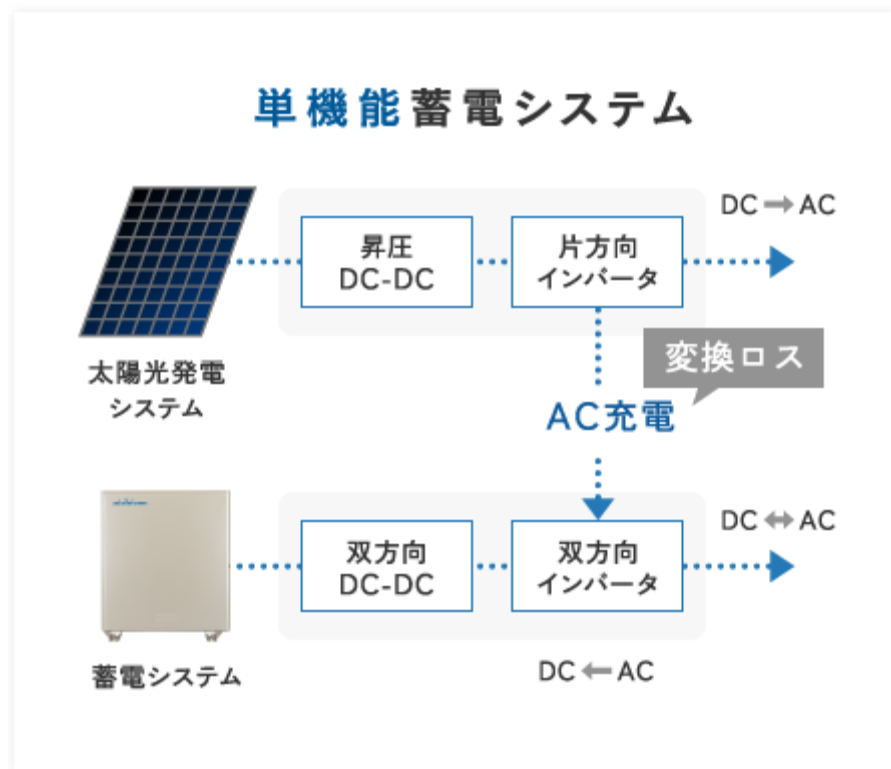 単機能蓄電システム
DC➡AC
昇圧
DC-DC
片方向
インバータ
変換ロス
太陽光発電
システム
AC充電
DC⬌AC
双方向
DC-DC
双方向
インバータ
蓄電システム
DC⬅AC